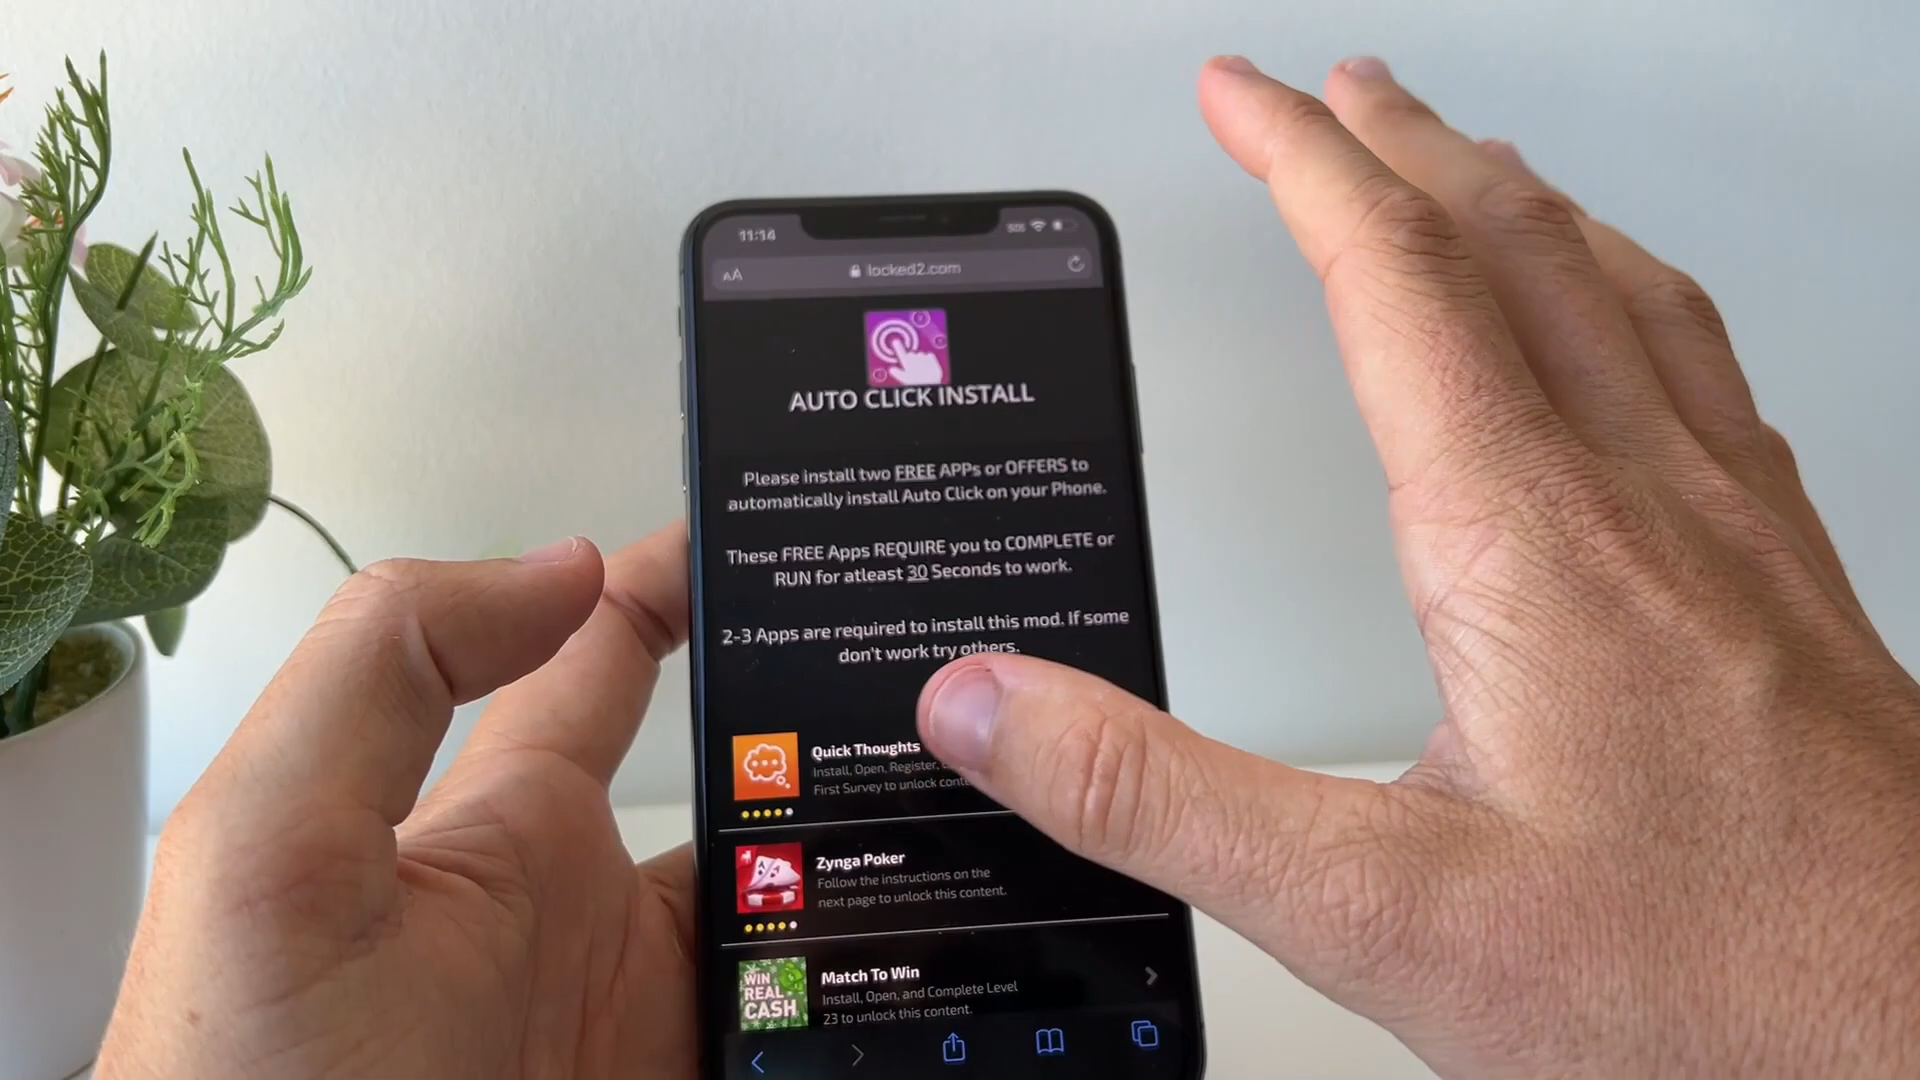 11:14
SOS
AA
locked2.com
AUTO CLICK INSTALL
Please install two FREE APPs or OFFERS to
automatically install Auto Click on your Phone.
These FREE Apps REQUIRE you to COMPLETE or
RUN for atleast 30 Seconds to work.
2-3 Apps are required to install this mod. If some
don't work try others.
Quick Thoughts
Install, Open, Register,
First Survey to unlock
Zynga Poker
Follow the instructions on the
next page to unlock this content.
WIN
REAL
CASH
Match To Win
Install, Open, and Complete Level
23 to unlock this content.